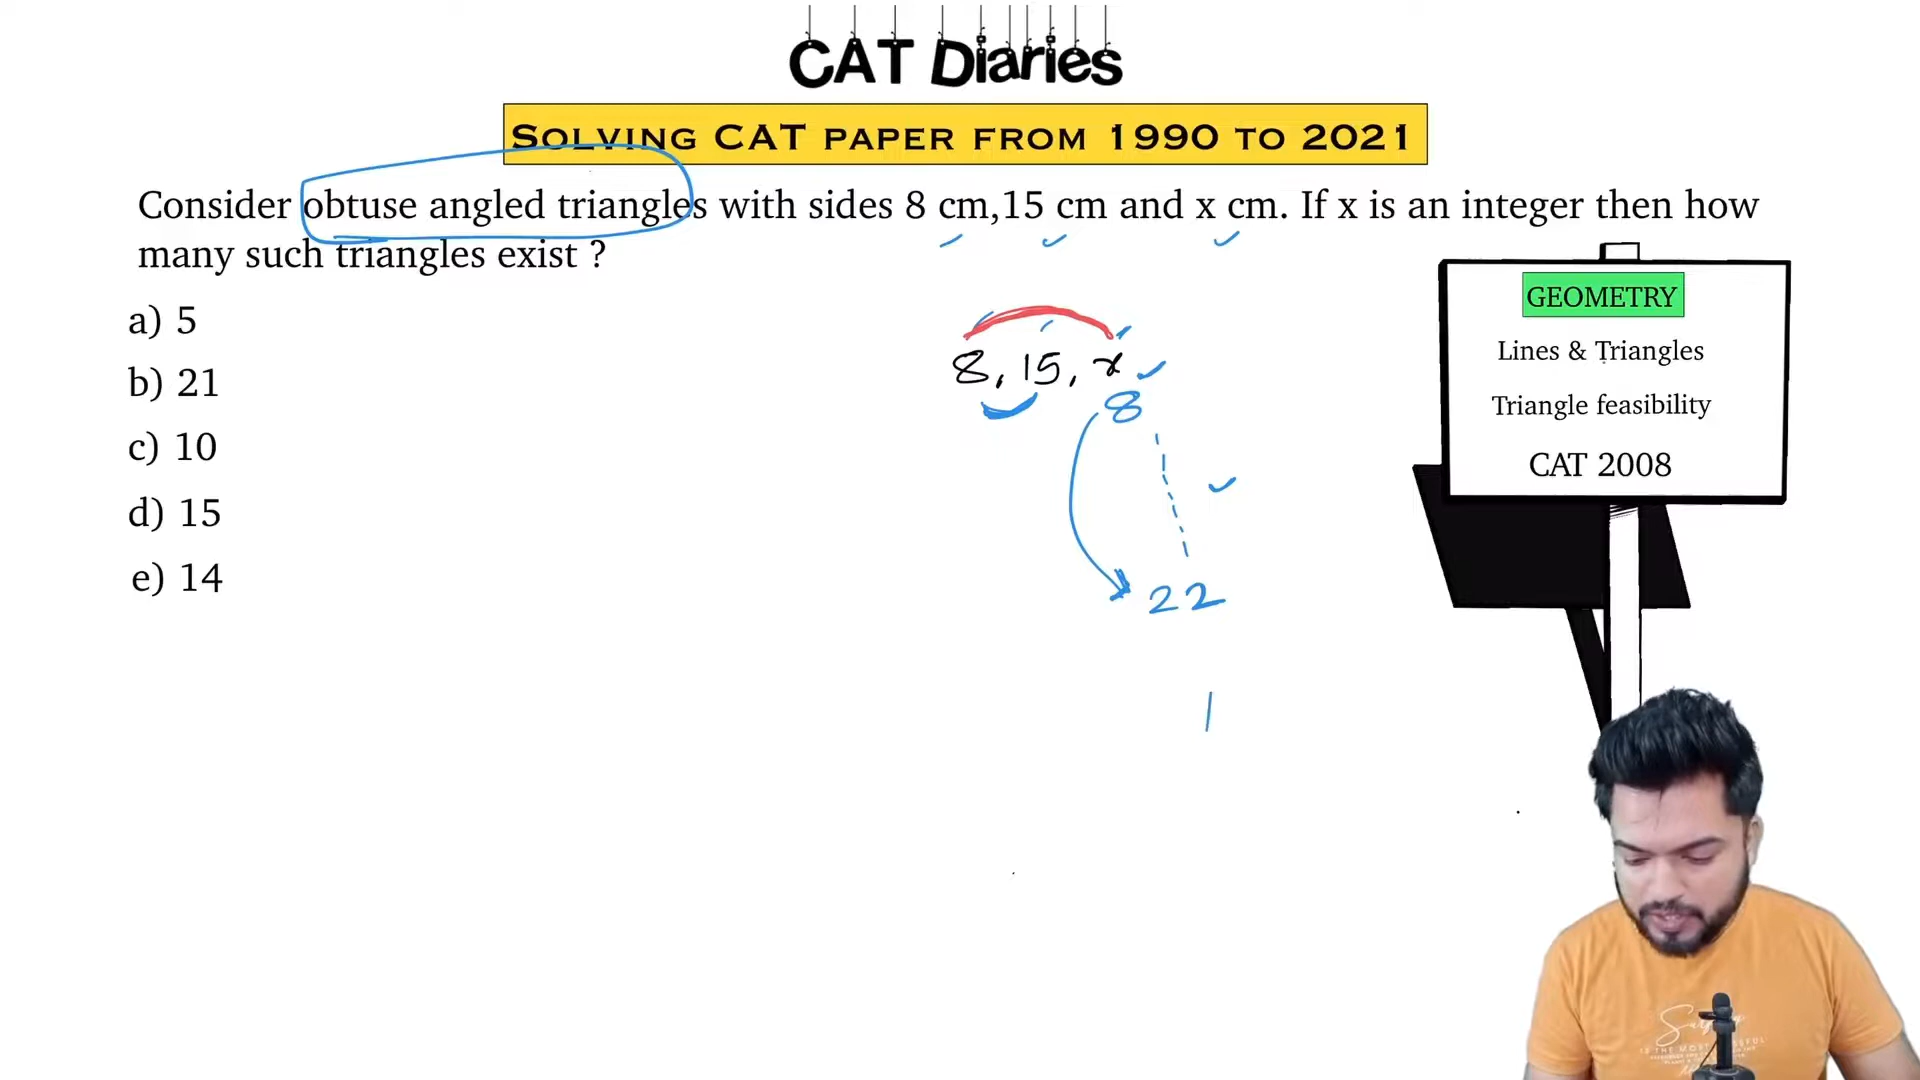 CAT Diaries
SOLVING CAT PAPER FROM 1990 TO 2021
Consider obtuse angled triangles with sides 8 cm,15 cm and x cm. If x is an integer then how
many such triangles exist ?
a) 5
b) 21
c) 10
d) 15
e) 14
8, 15, x
8
22
1
GEOMETRY
Lines & Triangles
Triangle feasibility
CAT 2008